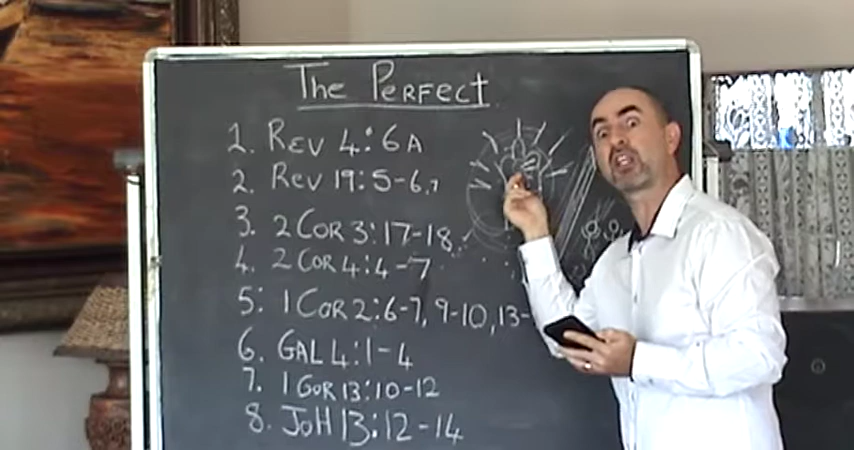 The Perfect
1. Rev 4:6A
2. Rev 19:5-6,7
3. 2 Cor 3:17-18
4. 2 Cor 4:4-7
5: 1 Cor 2:6-7, 9-10, 13-
6. Gal 4:1-4
7. 1 Cor 13:10-12
8. JoH 13:12-14